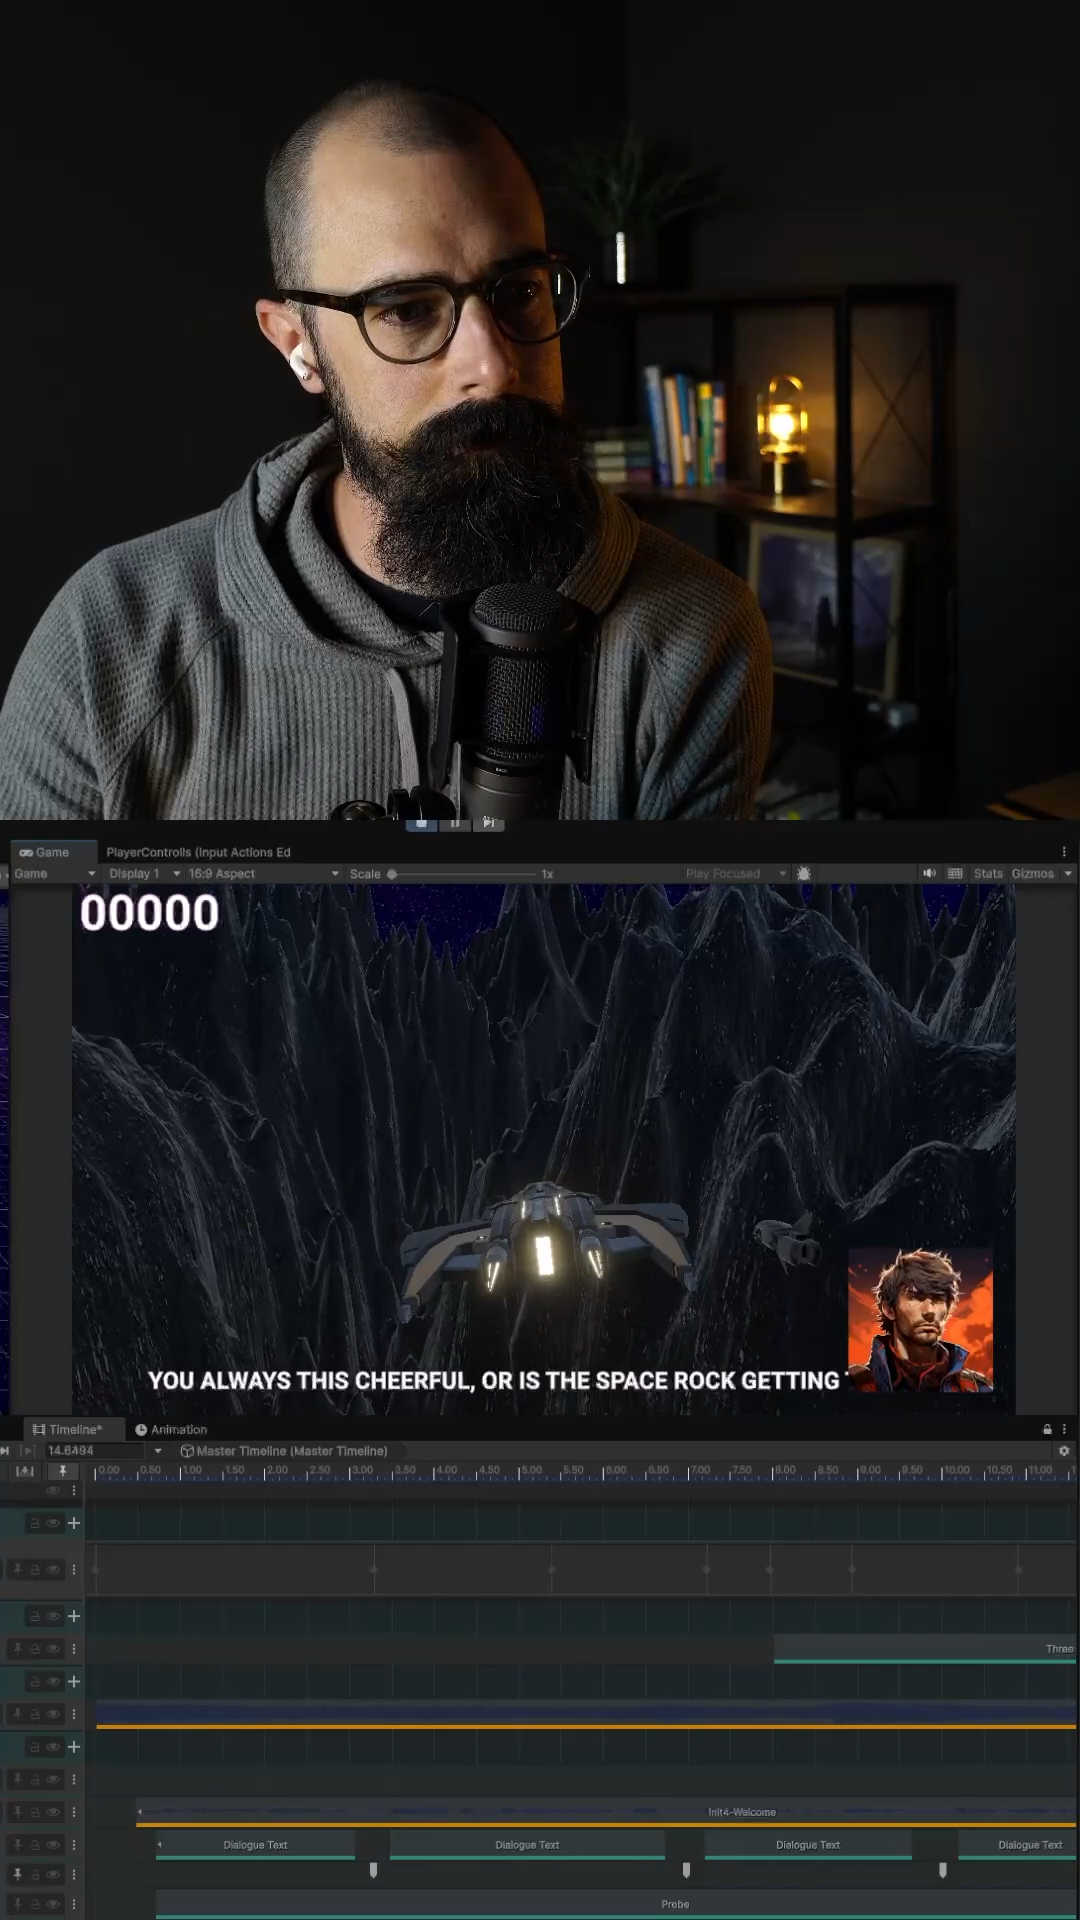 BACK
Game
PlayerControlls (Input Actions Ed
Game
Display 1
16:9 Aspect
Scale
1x
Play Focused
Stats
Gizmos
00000
YOU ALWAYS THIS CHEERFUL, OR IS THE SPACE ROCK GETTING
Timeline*
Animation
14.6494
Master Timeline (Master Timeline)
0.00
0.50
1.00
1.50
2.00
2.50
3.00
3.50
4.00
4.50
5.00
5.50
6.00
6.50
7.00
7.50
8.00
8.50
9.00
9.50
10.00
10.50
11.00
Three
Init4-Welcome
Dialogue Text
Dialogue Text
Dialogue Text
Dialogue Text
Probe